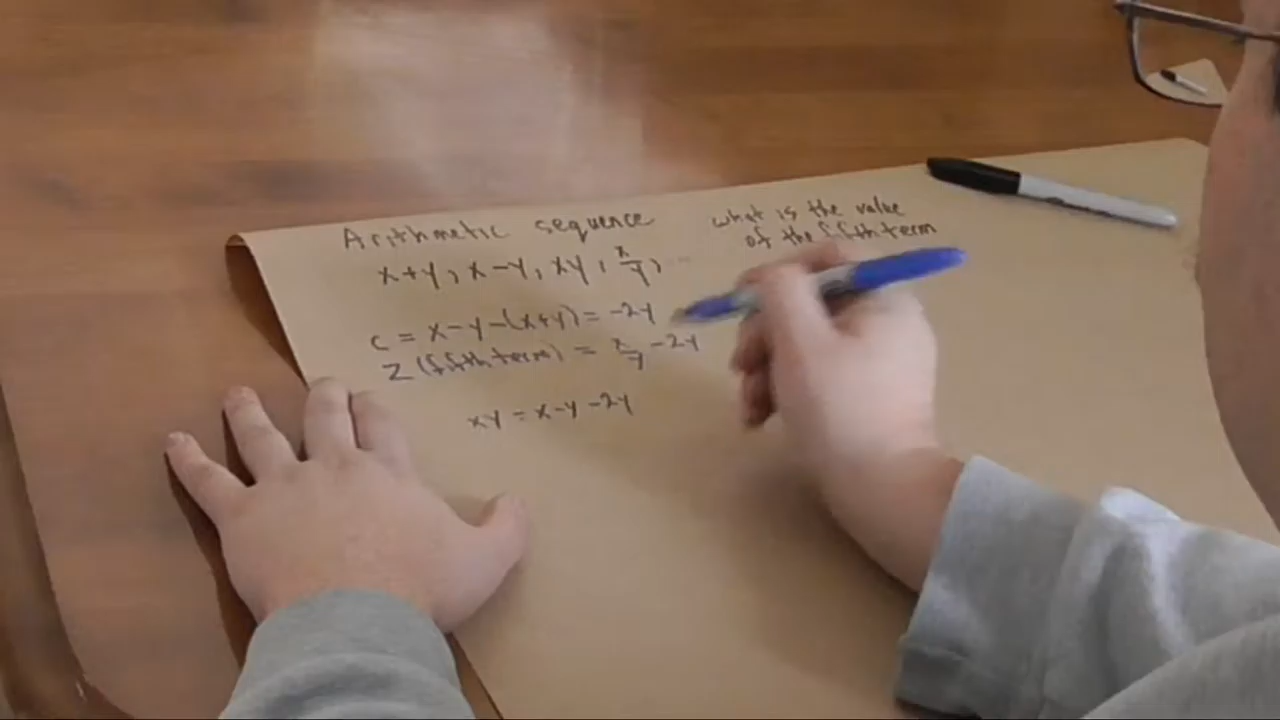 Arithmetic sequence
x+y, x-y, xy, x/y, ...
what is the value
of the fifth term
c = x-y-(x+y) = -2y
z (fifth term) = x/y -2y
xy = x-y-2y